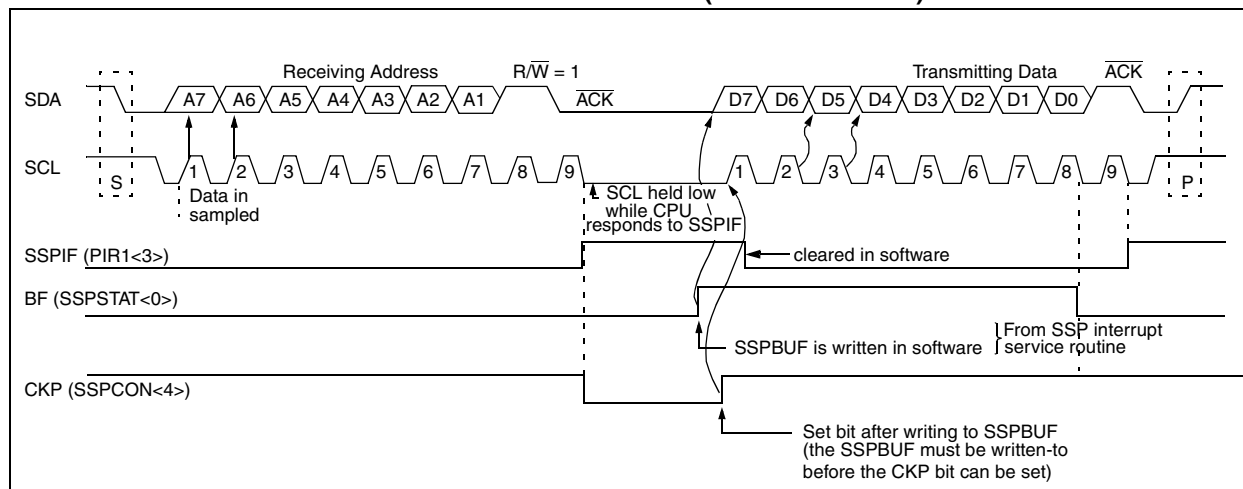 Receiving Address R/W̅ = 1 Transmitting Data A̅C̅K̅
SDA A7 A6 A5 A4 A3 A2 A1 A̅C̅K̅ D7 D6 D5 D4 D3 D2 D1 D0
SCL 1 2 3 4 5 6 7 8 9 1 2 3 4 5 6 7 8 9
S
P
Data in
sampled
SCL held low
while CPU
responds to SSPIF
SSPIF (PIR1<3>)
cleared in software
BF (SSPSTAT<0>)
SSPBUF is written in software
From SSP interrupt
service routine
CKP (SSPCON<4>)
Set bit after writing to SSPBUF
(the SSPBUF must be written-to
before the CKP bit can be set)